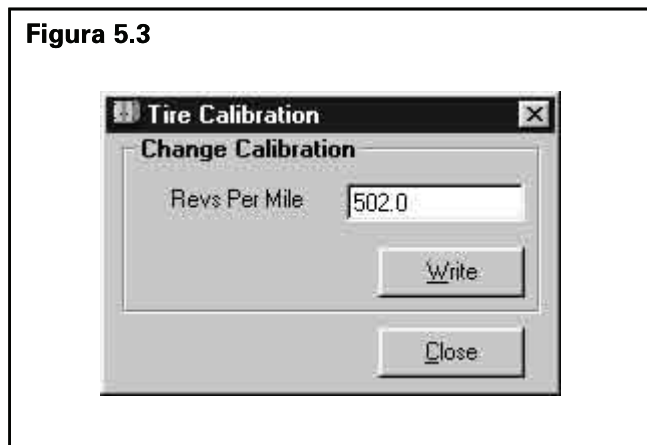 Figura 5.3
Tire Calibration
Change Calibration
Revs Per Mile 502.0
Write
Close